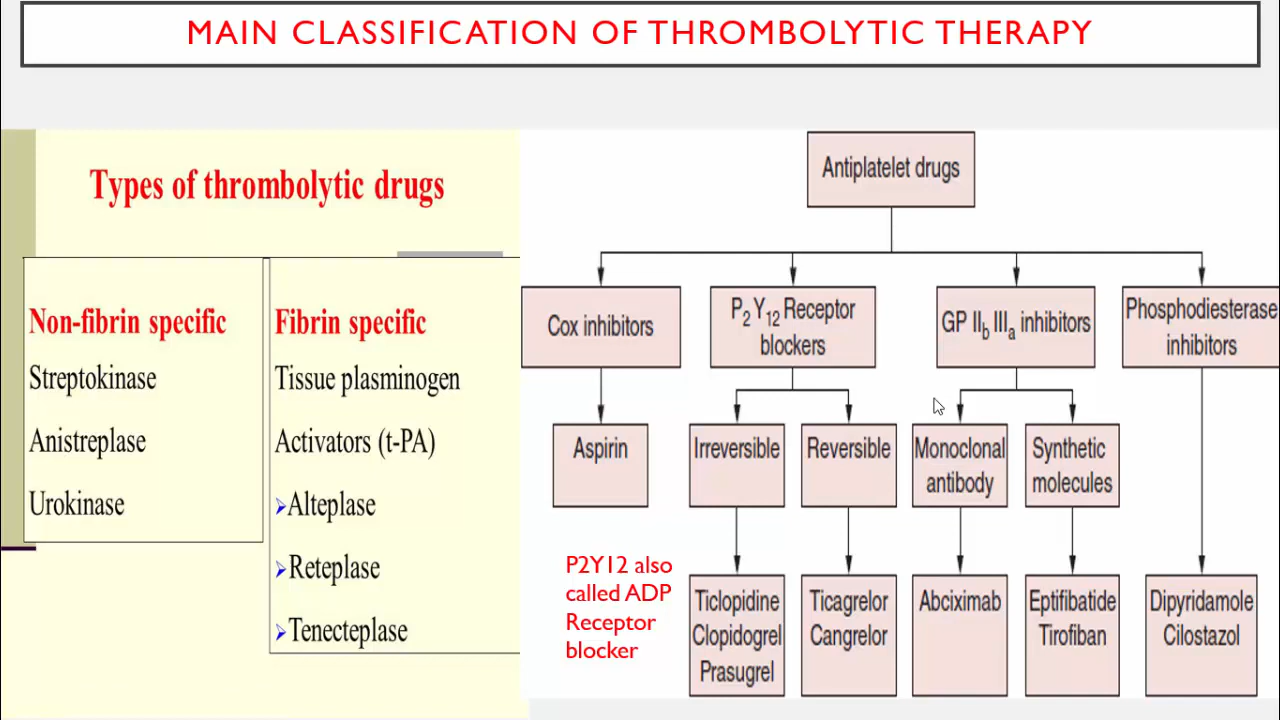 MAIN CLASSIFICATION OF THROMBOLYTIC THERAPY
Types of thrombolytic drugs
Non-fibrin specific
Streptokinase
Anistreplase
Urokinase
Fibrin specific
Tissue plasminogen
Activators (t-PA)
Alteplase
Reteplase
Tenecteplase
Antiplatelet drugs
Cox inhibitors
P2 Y12 Receptor
blockers
GP IIb IIIa inhibitors
Phosphodiesterase
inhibitors
Aspirin
Irreversible
Reversible
Monoclonal
antibody
Synthetic
molecules
P2Y12 also
called ADP
Receptor
blocker
Ticlopidine
Clopidogrel
Prasugrel
Ticagrelor
Cangrelor
Abciximab
Eptifibatide
Tirofiban
Dipyridamole
Cilostazol